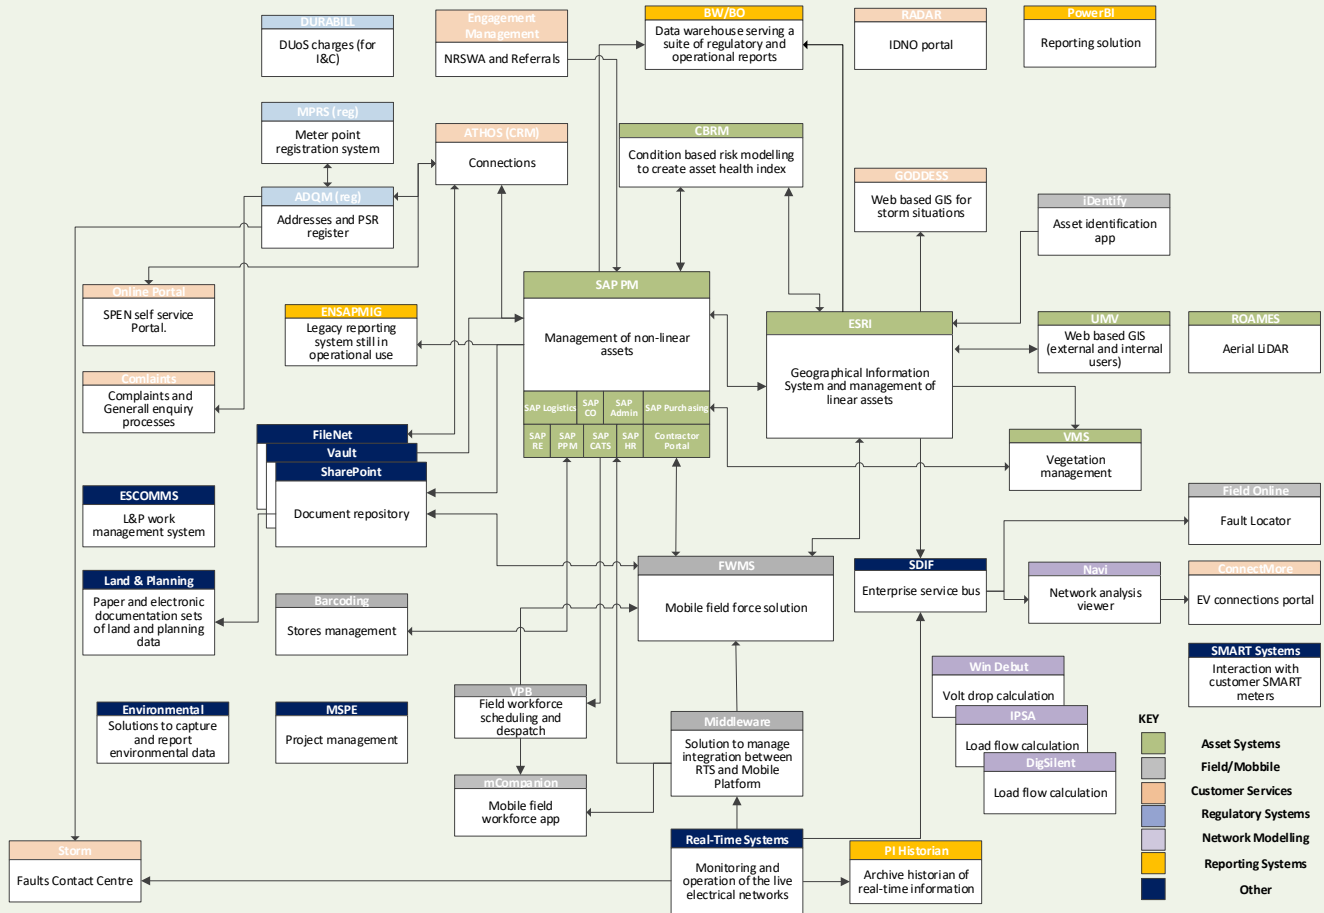 DURABILL
DUoS charges (for
I&C)
Engagement
Management
NRSWA and Referrals
BW/BO
Data warehouse serving a
suite of regulatory and
operational reports
RADAR
IDNO portal
PowerBI
Reporting solution
MPRS (reg)
Meter point
registration system
ATHOS (CRM)
Connections
CBRM
Condition based risk modelling
to create asset health index
GODDESS
Web based GIS for
storm situations
ADQM (reg)
Addresses and PSR
register
iDentify
Asset identification
app
Online Portal
SPEN self service
Portal.
ENSAPMIG
Legacy reporting
system still in
operational use
SAP PM
Management of non-linear
assets
SAP Logistics
SAP
CO
SAP
Admin
SAP Purchasing
SAP
RE
SAP
PPM
SAP
CATS
SAP
HR
Contractor
Portal
ESRI
Geographical Information
System and management of
linear assets
UMV
Web based GIS
(external and internal
users)
ROAMES
Aerial LiDAR
Comlaints
Complaints and
Generall enquiry
processes
FileNet
Vault
SharePoint
Document repository
VMS
Vegetation
management
ESCOMMS
L&P work
management system
Field Online
Fault Locator
Land & Planning
Paper and electronic
documentation sets
of land and planning
data
Barcoding
Stores management
FWMS
Mobile field force solution
SDIF
Enterprise service bus
Navi
Network analysis
viewer
ConnectMore
EV connections portal
SMART Systems
Interaction with
customer SMART
meters
Environmental
Solutions to capture
and report
environmental data
MSPE
Project management
VPB
Field workforce
scheduling and
despatch
Middleware
Solution to manage
integration between
RTS and Mobile
Platform
Win Debut
Volt drop calculation
IPSA
Load flow calculation
DigSilent
Load flow calculation
mCompanion
Mobile field
workforce app
Storm
Faults Contact Centre
Real-Time Systems
Monitoring and
operation of the live
electrical networks
PI Historian
Archive historian of
real-time information
KEY
Asset Systems
Field/Mobbile
Customer Services
Regulatory Systems
Network Modelling
Reporting Systems
Other